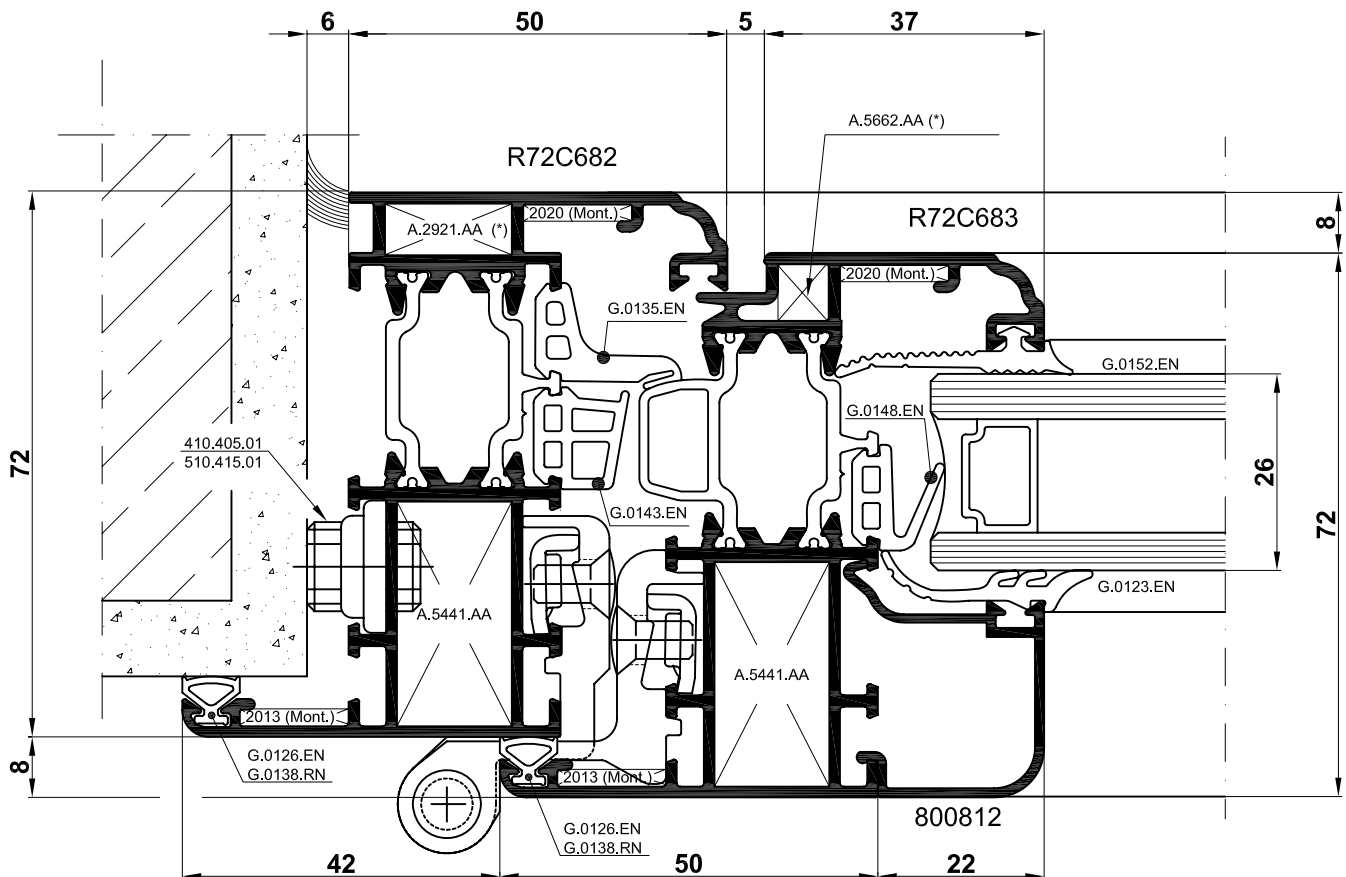 6
50
5
37
A.5662.AA (*)
R72C682
2020 (Mont.)
R72C683
8
A.2921.AA (*)
2020 (Mont.)
G.0135.EN
G.0152.EN
G.0148.EN
72
410.405.01
510.415.01
26
72
G.0143.EN
G.0123.EN
A.5441.AA
A.5441.AA
2013 (Mont.)
G.0126.EN
G.0138.RN
8
2013 (Mont.)
800812
G.0126.EN
G.0138.RN
42
50
22